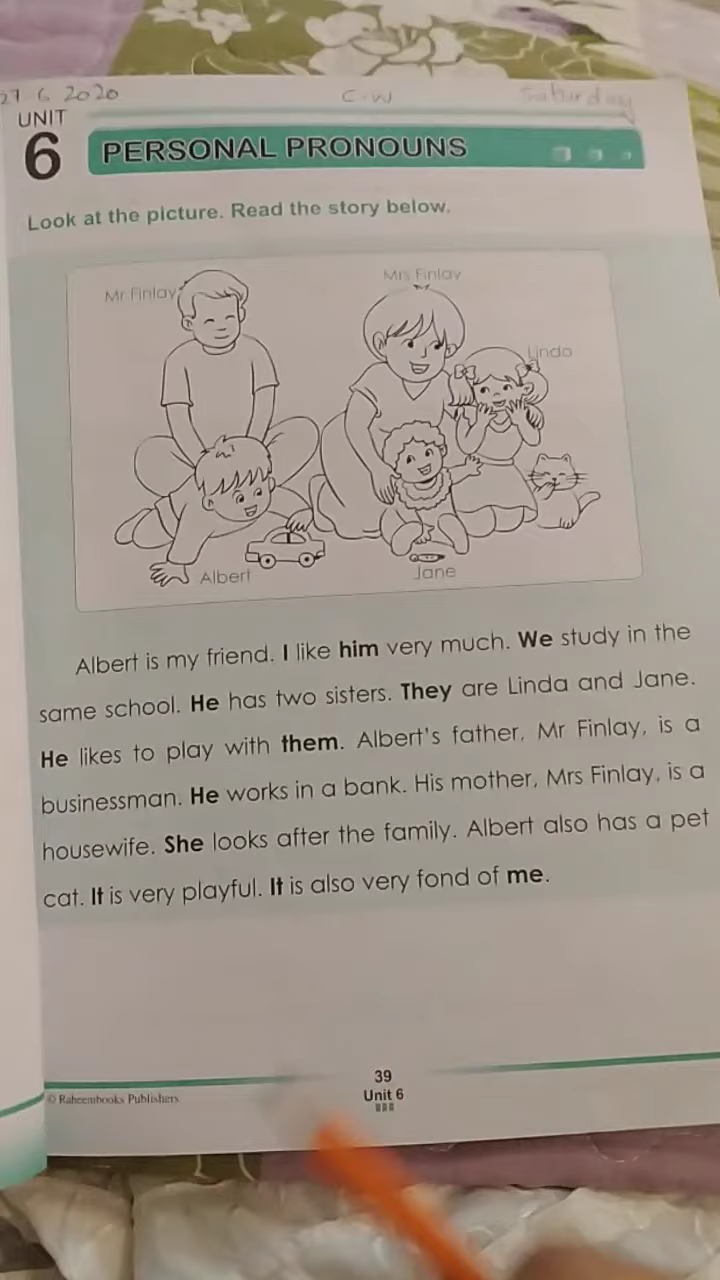 27 6 2020 C.W Saturday
UNIT
6 PERSONAL PRONOUNS
Look at the picture. Read the story below.
Mr Finlay
Mrs Finlay
Linda
Albert
Jane
Albert is my friend. I like him very much. We study in the
same school. He has two sisters. They are Linda and Jane.
He likes to play with them. Albert's father, Mr Finlay, is a
businessman. He works in a bank. His mother, Mrs Finlay, is a
housewife. She looks after the family. Albert also has a pet
cat. It is very playful. It is also very fond of me.
39
© Raheembooks Publishers
Unit 6